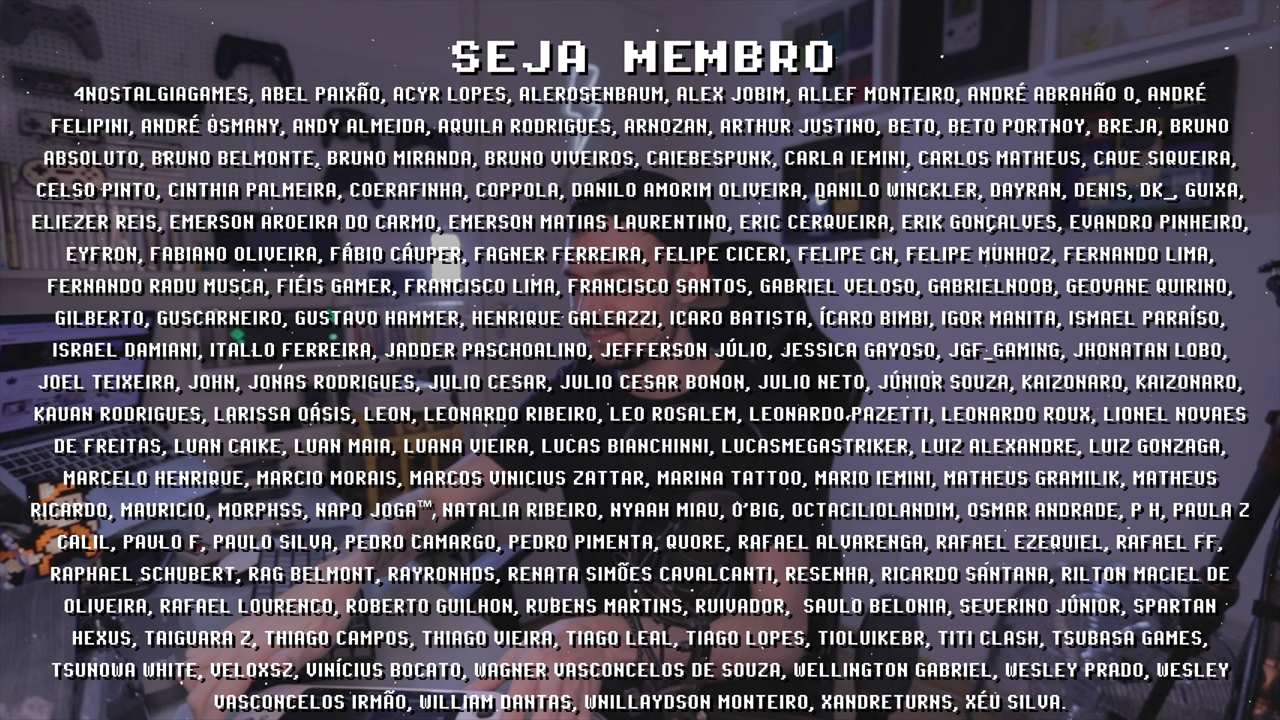 SEJA MEMBRO
4NOSTALGIAGAMES, ABEL PAIXÃO, ACYR LOPES, ALEROSENBAUM, ALEX JOBIM, ALLEF MONTEIRO, ANDRÉ ABRAHÃO O, ANDRÉ
FELIPINI, ANDRÉ OSMANY, ANDY ALMEIDA, AQUILA RODRIGUES, ARNOZAN, ARTHUR JUSTINO, BETO, BETO PORTNOY, BREJA, BRUNO
ABSOLUTO, BRUNO BELMONTE, BRUNO MIRANDA, BRUNO VIVEIROS, CAIEBESPUNK, CARLA IEMINI, CARLOS MATHEUS, CAUE SIQUEIRA,
CELSO PINTO, CINTHIA PALMEIRA, COERAFINHA, COPPOLA, DANILO AMORIM OLIVEIRA, DANILO WINCKLER, DAYRAN, DENIS, DK_, GUIXA,
ELIEZER REIS, EMERSON AROEIRA DO CARMO, EMERSON MATIAS LAURENTINO, ERIC CERQUEIRA, ERIK GONÇALVES, EVANDRO PINHEIRO,
EYFRON, FABIANO OLIVEIRA, FÁBIO CÁUPER, FAGNER FERREIRA, FELIPE CICERI, FELIPE CN, FELIPE MUNHOZ, FERNANDO LIMA,
FERNANDO RADU MUSCA, FIÉIS GAMER, FRANCISCO LIMA, FRANCISCO SANTOS, GABRIEL VELOSO, GABRIELNOOB, GEOVANE QUIRINO,
GILBERTO, GUSCARNEIRO, GUSTAVO HAMMER, HENRIQUE GALEAZZI, ICARO BATISTA, ÍCARO BIMBI, IGOR MANITA, ISMAEL PARAÍSO,
ISRAEL DAMIANI, ITALLO FERREIRA, JADDER PASCHOALINO, JEFFERSON JÚLIO, JESSICA GAYOSO, JGF_GAMING, JHONATAN LOBO,
JOEL TEIXEIRA, JOHN, JONAS RODRIGUES, JULIO CESAR, JULIO CESAR BONON, JULIO NETO, JÚNIOR SOUZA, KAIZONARO, KAIZONARO,
KAUAN RODRIGUES, LARISSA OÁSIS, LEON, LEONARDO RIBEIRO, LEO ROSALEM, LEONARDO PAZETTI, LEONARDO ROUX, LIONEL NOVAES
DE FREITAS, LUAN CAIKE, LUAN MAIA, LUANA VIEIRA, LUCAS BIANCHINNI, LUCASMEGASTRIKER, LUIZ ALEXANDRE, LUIZ GONZAGA,
MARCELO HENRIQUE, MARCIO MORAIS, MARCOS VINICIUS ZATTAR, MARINA TATTOO, MARIO IEMINI, MATHEUS GRAMILIK, MATHEUS
RICARDO, MAURICIO, MORPHSS, NAPO JOGA™, NATALIA RIBEIRO, NYAAH MIAU, O'BIG, OCTACILIOLANDIM, OSMAR ANDRADE, P H, PAULA Z
CALIL, PAULO F, PAULO SILVA, PEDRO CAMARGO, PEDRO PIMENTA, QUORE, RAFAEL ALVARENGA, RAFAEL EZEQUIEL, RAFAEL FF,
RAPHAEL SCHUBERT, RAG BELMONT, RAYRONHDS, RENATA SIMÕES CAVALCANTI, RESENHA, RICARDO SANTANA, RILTON MACIEL DE
OLIVEIRA, RAFAEL LOURENCO, ROBERTO GUILHON, RUBENS MARTINS, RUIVADOR, SAULO BELONIA, SEVERINO JÚNIOR, SPARTAN
HEXUS, TAIGUARA Z, THIAGO CAMPOS, THIAGO VIEIRA, TIAGO LEAL, TIAGO LOPES, TIOLUIKEBR, TITI CLASH, TSUBASA GAMES,
TSUNOWA WHITE, VELOXSZ, VINÍCIUS BOCATO, WAGNER VASCONCELOS DE SOUZA, WELLINGTON GABRIEL, WESLEY PRADO, WESLEY
VASCONCELOS IRMÃO, WILLIAM DANTAS, WNILLAYDSON MONTEIRO, XANDRETURNS, XÉU SILVA.